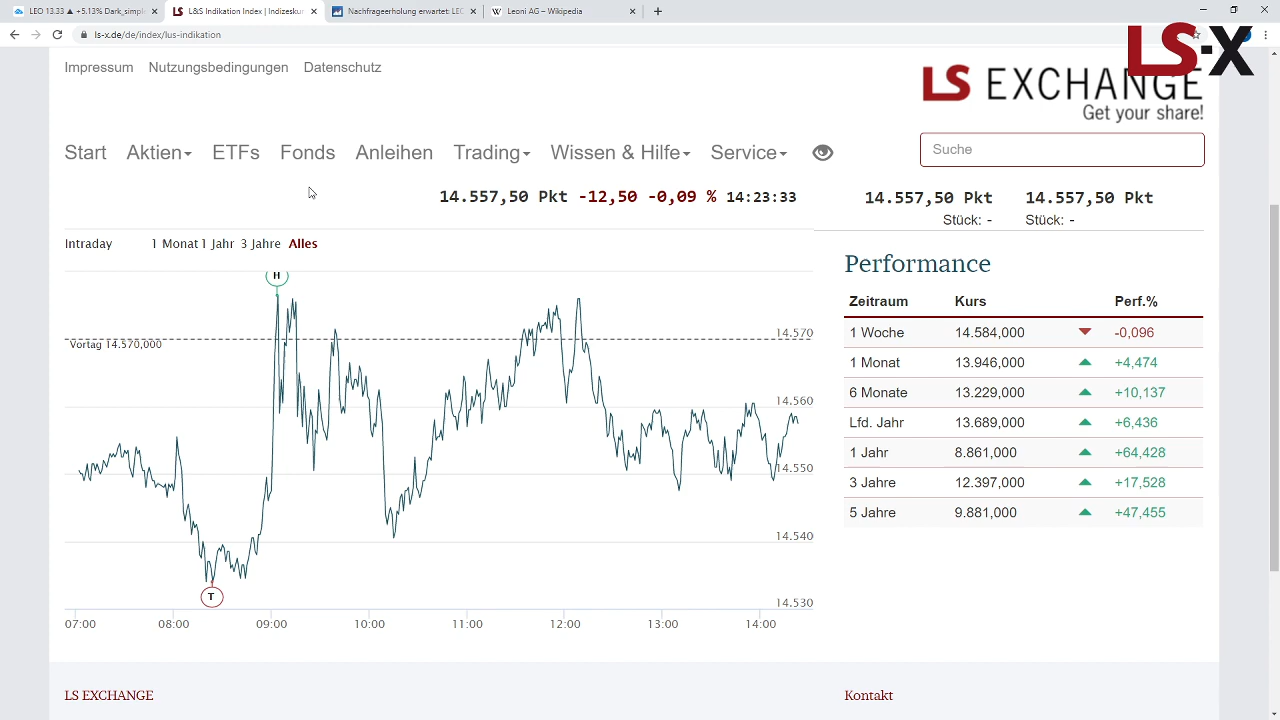 LEO 13.33 ▲ +5.13% Dark_simple
L&S Indikation Index | Indizeskurs
Nachfrageerholung erwartet: LEO
Leoni AG – Wikipedia
ls-x.de/de/index/lus-indikation
LS-X
Impressum Nutzungsbedingungen Datenschutz
LS EXCHANGE
Get your share!
Start Aktien ETFs Fonds Anleihen Trading Wissen & Hilfe Service
Suche
14.557,50 Pkt -12,50 -0,09 % 14:23:33
14.557,50 Pkt 14.557,50 Pkt
Stück: - Stück: -
Intraday 1 Monat 1 Jahr 3 Jahre Alles
H
Vortag 14.570,000
14.570
14.560
14.550
14.540
14.530
T
07:00 08:00 09:00 10:00 11:00 12:00 13:00 14:00
Performance
Zeitraum Kurs Perf.%
1 Woche 14.584,000 -0,096
1 Monat 13.946,000 +4,474
6 Monate 13.229,000 +10,137
Lfd. Jahr 13.689,000 +6,436
1 Jahr 8.861,000 +64,428
3 Jahre 12.397,000 +17,528
5 Jahre 9.881,000 +47,455
LS EXCHANGE
Kontakt